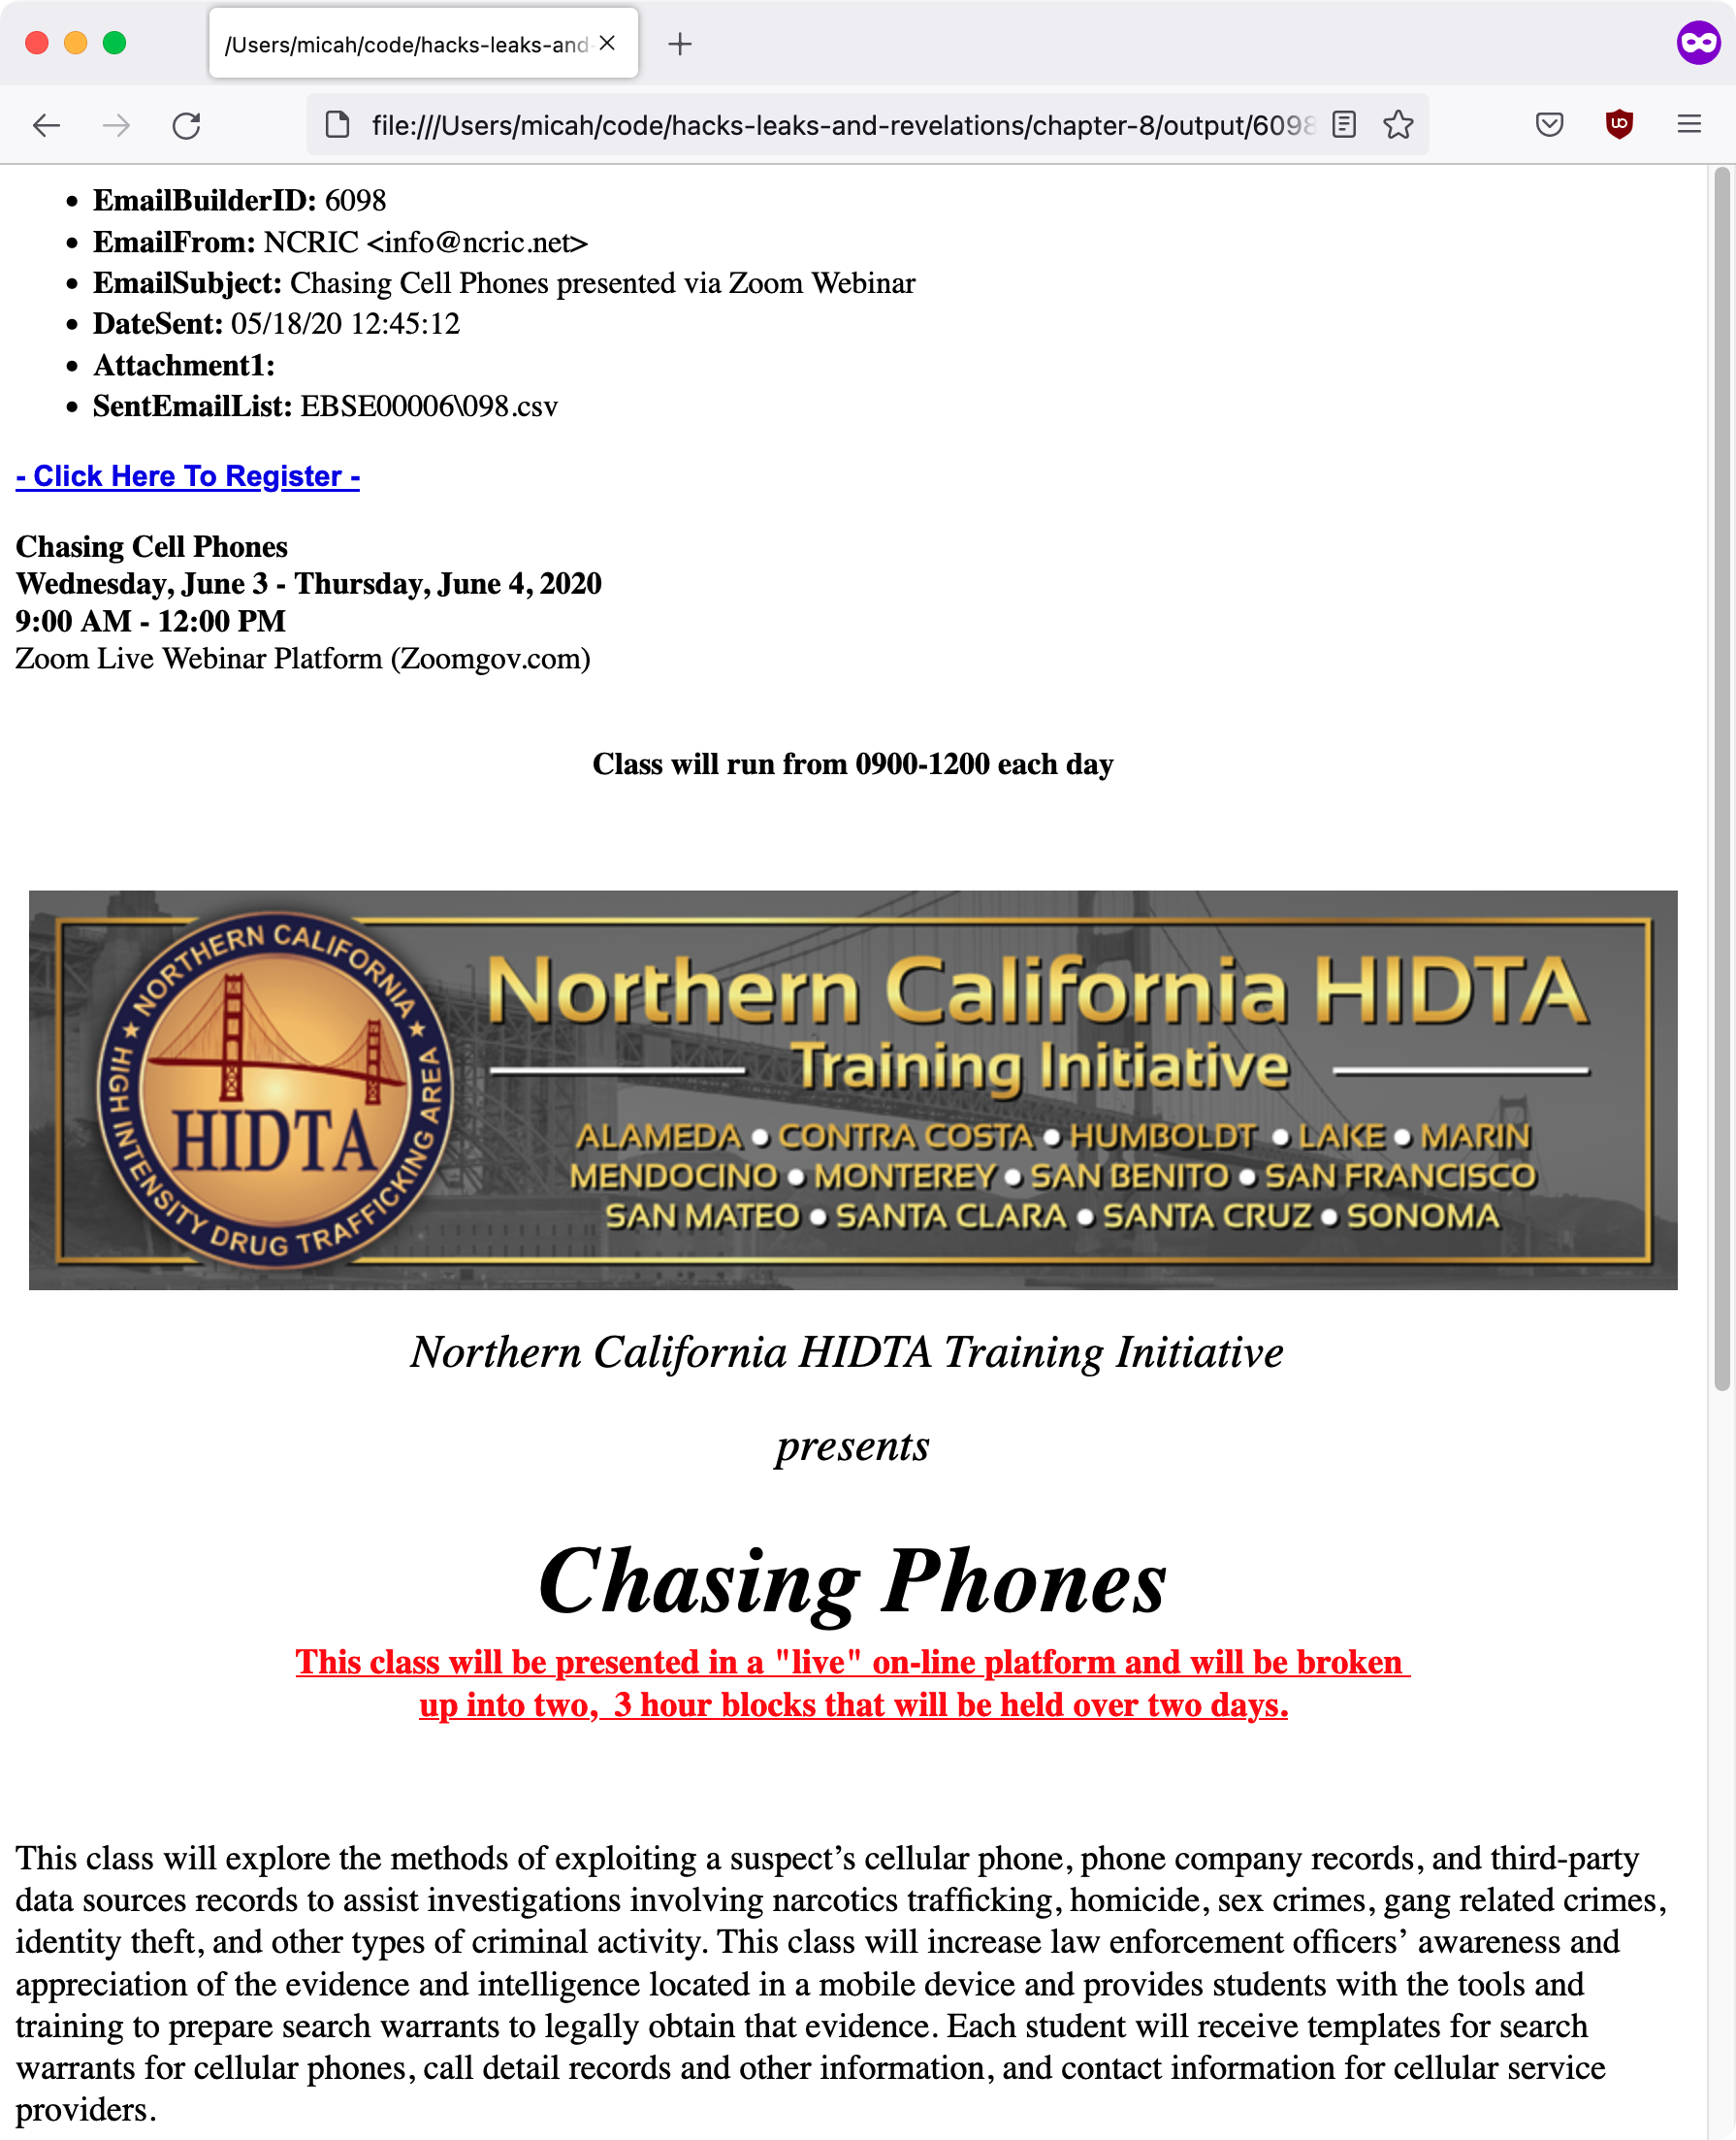 /Users/micah/code/hacks-leaks-and-
file:///Users/micah/code/hacks-leaks-and-revelations/chapter-8/output/6098
EmailBuilderID: 6098
EmailFrom: NCRIC <info@ncric.net>
EmailSubject: Chasing Cell Phones presented via Zoom Webinar
DateSent: 05/18/20 12:45:12
Attachment1:
SentEmailList: EBSE00006\098.csv
- Click Here To Register -
Chasing Cell Phones
Wednesday, June 3 - Thursday, June 4, 2020
9:00 AM - 12:00 PM
Zoom Live Webinar Platform (Zoomgov.com)
Class will run from 0900-1200 each day
★ NORTHERN CALIFORNIA ★
HIGH INTENSITY DRUG TRAFFICKING AREA
HIDTA
Northern California HIDTA
Training Initiative
ALAMEDA ● CONTRA COSTA ● HUMBOLDT ● LAKE ● MARIN
MENDOCINO ● MONTEREY ● SAN BENITO ● SAN FRANCISCO
SAN MATEO ● SANTA CLARA ● SANTA CRUZ ● SONOMA
Northern California HIDTA Training Initiative
presents
Chasing Phones
This class will be presented in a "live" on-line platform and will be broken
up into two,  3 hour blocks that will be held over two days.
This class will explore the methods of exploiting a suspect’s cellular phone, phone company records, and third-party
data sources records to assist investigations involving narcotics trafficking, homicide, sex crimes, gang related crimes,
identity theft, and other types of criminal activity. This class will increase law enforcement officers’ awareness and
appreciation of the evidence and intelligence located in a mobile device and provides students with the tools and
training to prepare search warrants to legally obtain that evidence. Each student will receive templates for search
warrants for cellular phones, call detail records and other information, and contact information for cellular service
providers.